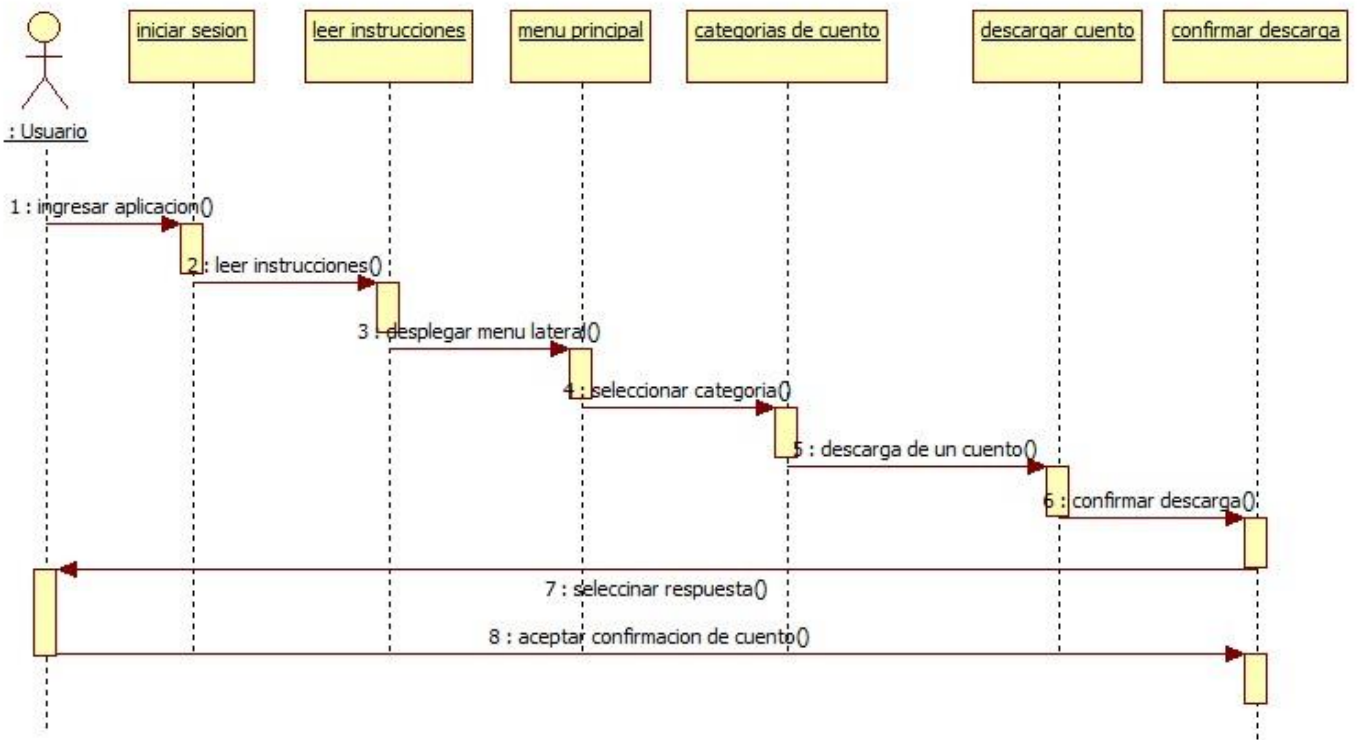 iniciar sesion
leer instrucciones
menu principal
categorias de cuento
descargar cuento
confirmar descarga
: Usuario
1 : ingresar aplicacion()
2 : leer instrucciones()
3 : desplegar menu lateral()
4 : seleccionar categoria()
5 : descarga de un cuento()
6 : confirmar descarga()
7 : seleccinar respuesta()
8 : aceptar confirmacion de cuento()